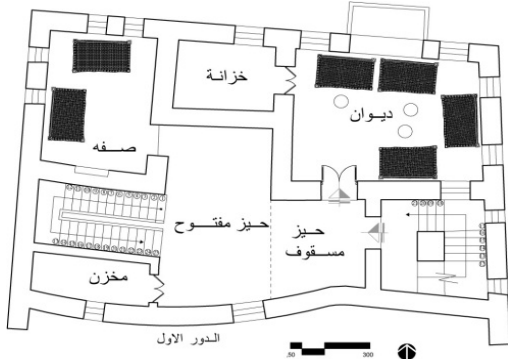 خزانة
ديوان
صفه
حيز مفتوح
حيز
مسقوف
مخزن
الدور الاول
.50
300